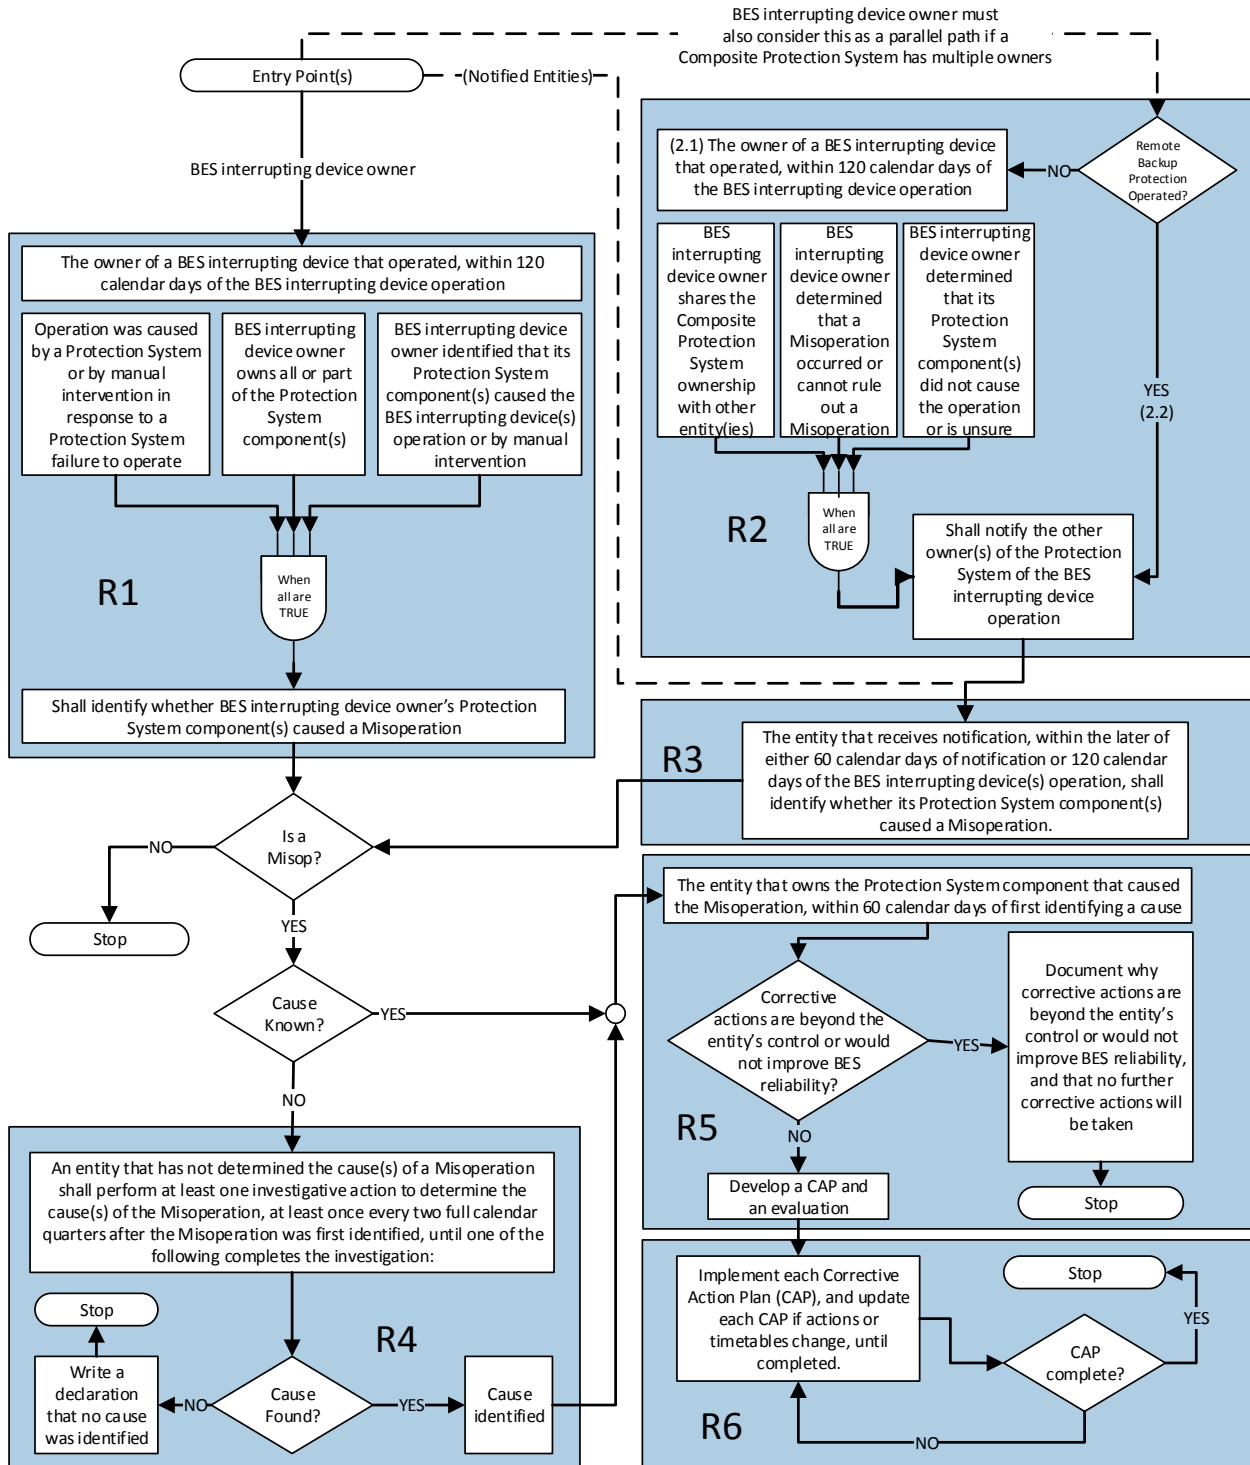 BES interrupting device owner must
also consider this as a parallel path if a
Composite Protection System has multiple owners
Entry Point(s)
(Notified Entities)
BES interrupting device owner
The owner of a BES interrupting device that operated, within 120
calendar days of the BES interrupting device operation
Operation was caused
by a Protection System
or by manual
intervention in
response to a
Protection System
failure to operate
BES interrupting
device owner
owns all or part
of the Protection
System
component(s)
BES interrupting device
owner identified that its
Protection System
component(s) caused the
BES interrupting device(s)
operation or by manual
intervention
When
all are
TRUE
R1
Shall identify whether BES interrupting device owner's Protection
System component(s) caused a Misoperation
Remote
Backup
Protection
Operated?
NO
(2.1) The owner of a BES interrupting device
that operated, within 120 calendar days of
the BES interrupting device operation
BES
interrupting
device owner
shares the
Composite
Protection
System
ownership
with other
entity(ies)
BES
interrupting
device owner
determined
that a
Misoperation
occurred or
cannot rule
out a
Misoperation
BES interrupting
device owner
determined
that its
Protection
System
component(s)
did not cause
the operation
or is unsure
YES
(2.2)
When
all are
TRUE
R2
Shall notify the other
owner(s) of the Protection
System of the BES
interrupting device
operation
R3
The entity that receives notification, within the later of
either 60 calendar days of notification or 120 calendar
days of the BES interrupting device(s) operation, shall
identify whether its Protection System component(s)
caused a Misoperation.
Is a
Misop?
NO
Stop
YES
Cause
Known?
YES
NO
An entity that has not determined the cause(s) of a Misoperation
shall perform at least one investigative action to determine the
cause(s) of the Misoperation, at least once every two full calendar
quarters after the Misoperation was first identified, until one of the
following completes the investigation:
Stop
R4
Write a
declaration
that no cause
was identified
NO
Cause
Found?
YES
Cause
identified
The entity that owns the Protection System component that caused
the Misoperation, within 60 calendar days of first identifying a cause
Corrective
actions are beyond the
entity's control or would
not improve BES
reliability?
YES
Document why
corrective actions are
beyond the entity's
control or would not
improve BES reliability,
and that no further
corrective actions will
be taken
R5
NO
Develop a CAP and
an evaluation
Stop
Implement each Corrective
Action Plan (CAP), and update
each CAP if actions or
timetables change, until
completed.
Stop
YES
CAP
complete?
R6
NO